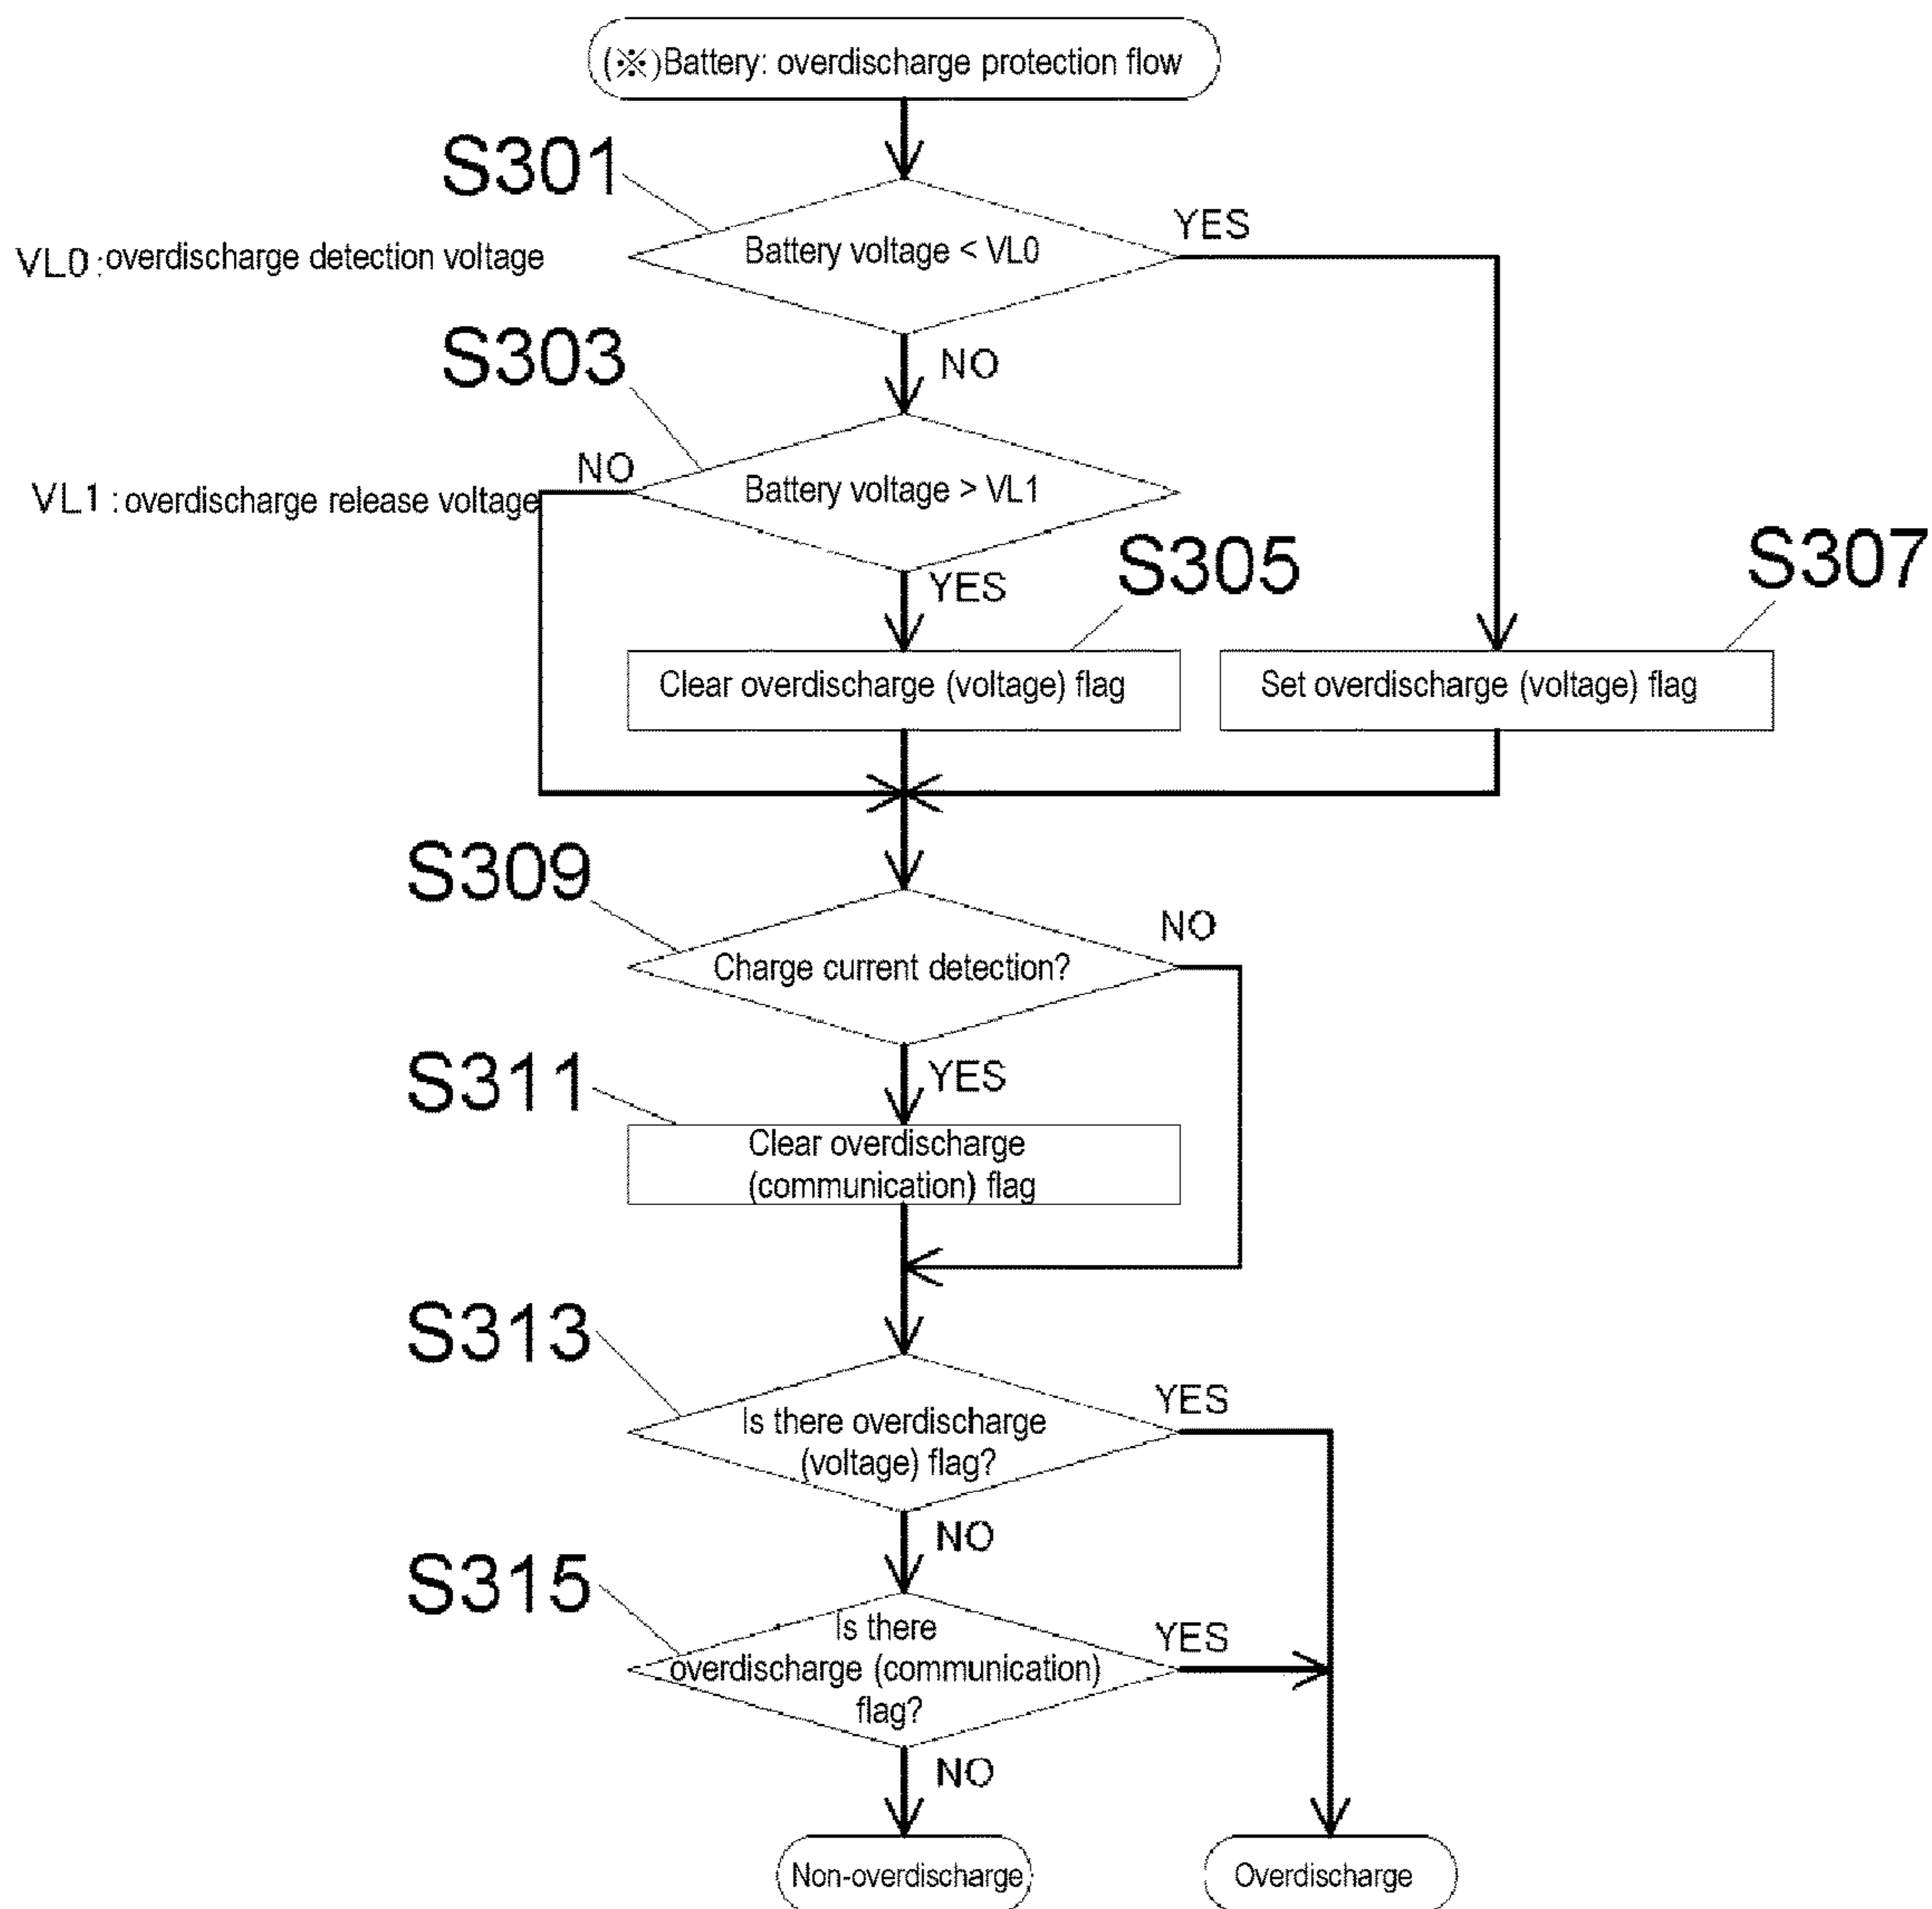 (※)Battery: overdischarge protection flow
S301
YES
VL0:overdischarge detection voltage
Battery voltage < VL0
S303
NO
NO
VL1:overdischarge release voltage
Battery voltage > VL1
S305
S307
YES
Clear overdischarge (voltage) flag
Set overdischarge (voltage) flag
S309
NO
Charge current detection?
S311
YES
Clear overdischarge
(communication) flag
S313
YES
Is there overdischarge
(voltage) flag?
NO
S315
Is there
YES
overdischarge (communication)
flag?
NO
Non-overdischarge
Overdischarge